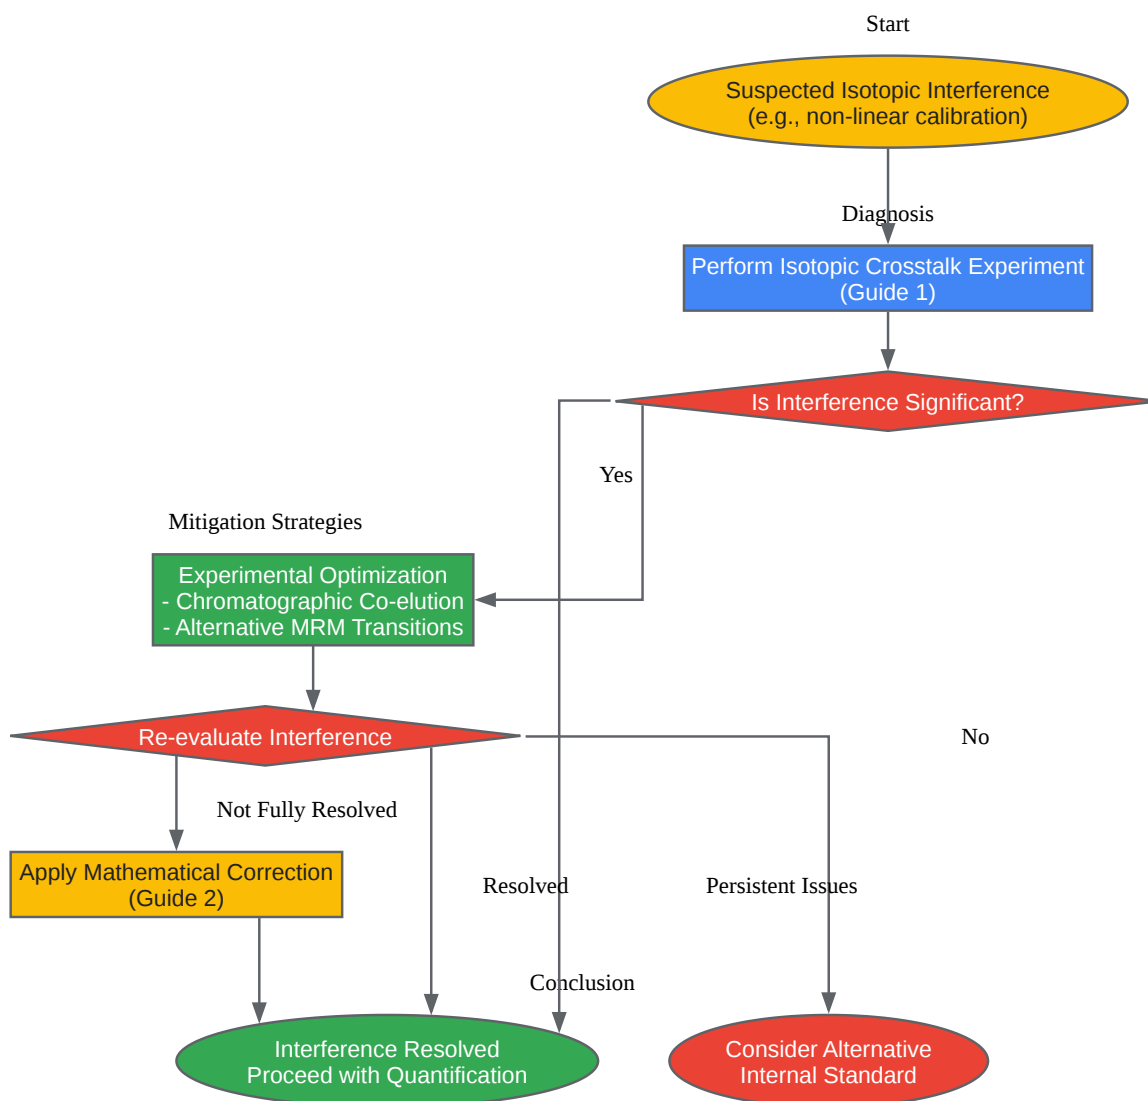 Start
Suspected Isotopic Interference
(e.g., non-linear calibration)
Diagnosis
Perform Isotopic Crosstalk Experiment
(Guide 1)
Is Interference Significant?
Yes
Mitigation Strategies
Experimental Optimization
- Chromatographic Co-elution
- Alternative MRM Transitions
Re-evaluate Interference
No
Not Fully Resolved
Apply Mathematical Correction
(Guide 2)
Resolved
Persistent Issues
Conclusion
Interference Resolved
Proceed with Quantification
Consider Alternative
Internal Standard